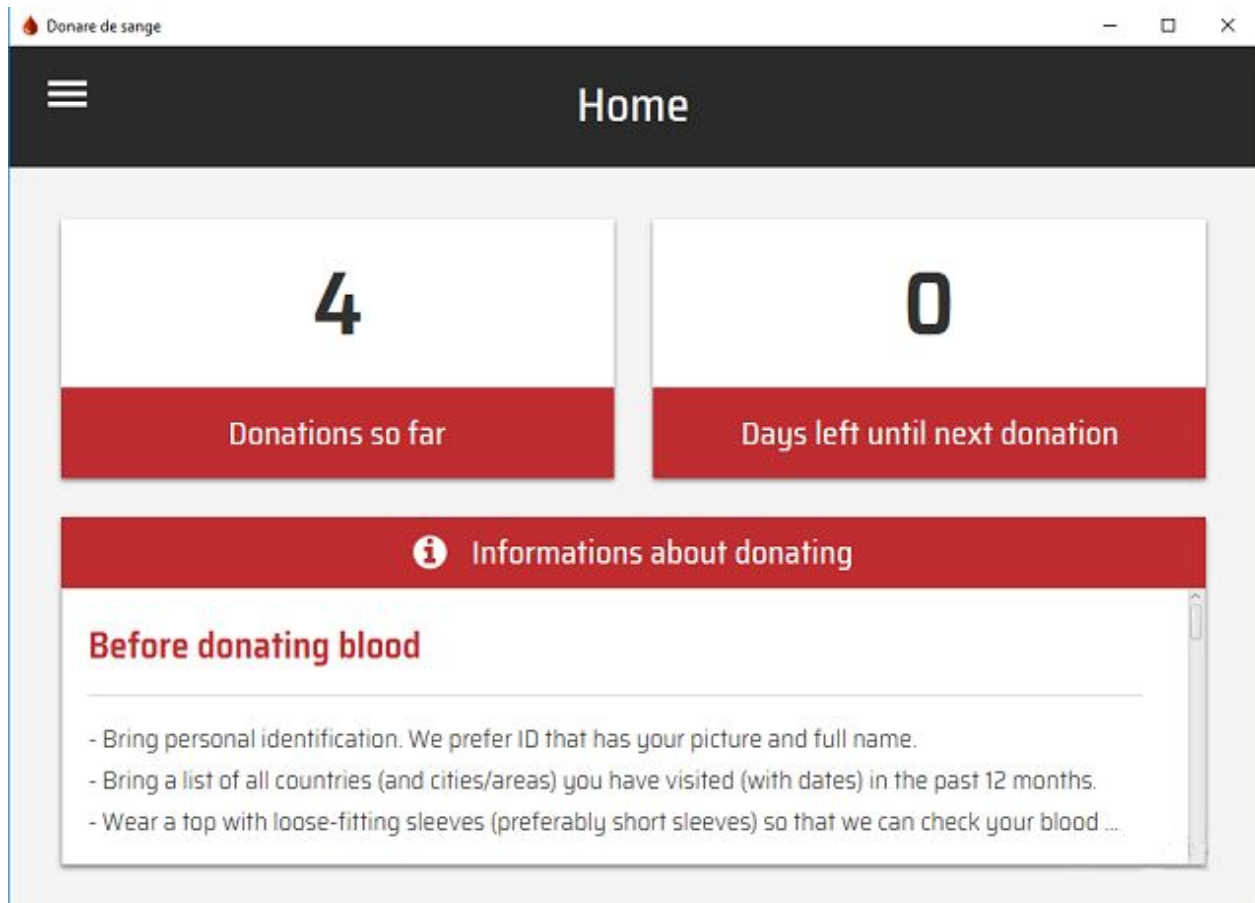 Donare de sange
Home
4
0
Donations so far
Days left until next donation
Informations about donating
Before donating blood
- Bring personal identification. We prefer ID that has your picture and full name.
- Bring a list of all countries (and cities/areas) you have visited (with dates) in the past 12 months.
- Wear a top with loose-fitting sleeves (preferably short sleeves) so that we can check your blood ...